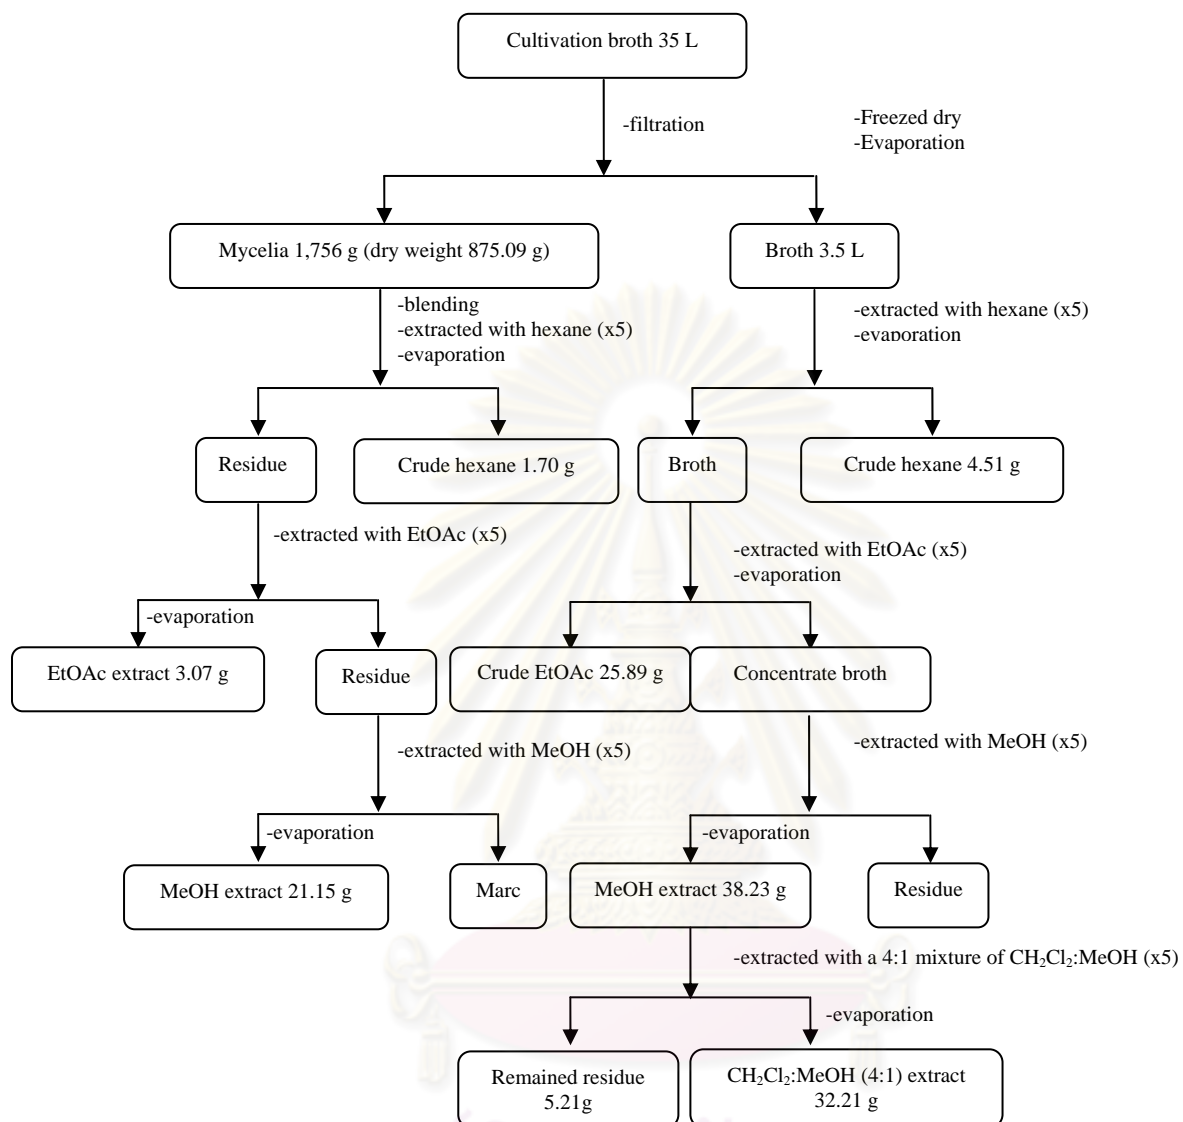 Cultivation broth 35 L
-filtration
-Freezed dry
-Evaporation
Mycelia 1,756 g (dry weight 875.09 g)
Broth 3.5 L
-blending
-extracted with hexane (x5)
-evaporation
-extracted with hexane (x5)
-evaporation
Residue
Crude hexane 1.70 g
Broth
Crude hexane 4.51 g
-extracted with EtOAc (x5)
-extracted with EtOAc (x5)
-evaporation
-evaporation
EtOAc extract 3.07 g
Residue
Crude EtOAc 25.89 g
Concentrate broth
-extracted with MeOH (x5)
-extracted with MeOH (x5)
-evaporation
-evaporation
MeOH extract 21.15 g
Marc
MeOH extract 38.23 g
Residue
-extracted with a 4:1 mixture of CH₂Cl₂:MeOH (x5)
-evaporation
Remained residue
5.21g
CH₂Cl₂:MeOH (4:1) extract
32.21 g